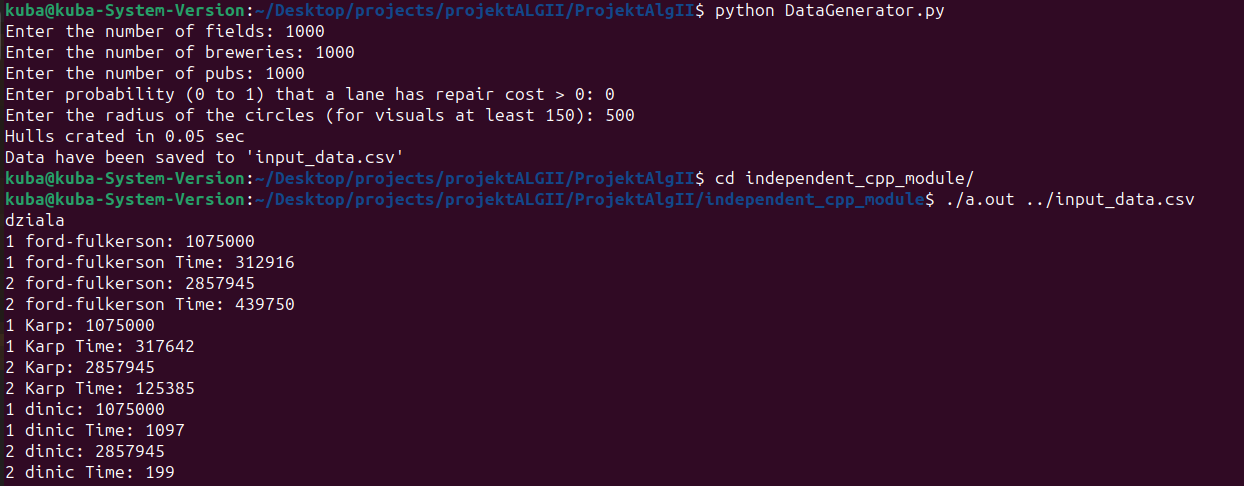 kuba@kuba-System-Version:~/Desktop/projects/projektALGII/ProjektAlgII$ python DataGenerator.py
Enter the number of fields: 1000
Enter the number of breweries: 1000
Enter the number of pubs: 1000
Enter probability (0 to 1) that a lane has repair cost > 0: 0
Enter the radius of the circles (for visuals at least 150): 500
Hulls crated in 0.05 sec
Data have been saved to 'input_data.csv'
kuba@kuba-System-Version:~/Desktop/projects/projektALGII/ProjektAlgII$ cd independent_cpp_module/
kuba@kuba-System-Version:~/Desktop/projects/projektALGII/ProjektAlgII/independent_cpp_module$ ./a.out ../input_data.csv
dziala
1 ford-fulkerson: 1075000
1 ford-fulkerson Time: 312916
2 ford-fulkerson: 2857945
2 ford-fulkerson Time: 439750
1 Karp: 1075000
1 Karp Time: 317642
2 Karp: 2857945
2 Karp Time: 125385
1 dinic: 1075000
1 dinic Time: 1097
2 dinic: 2857945
2 dinic Time: 199